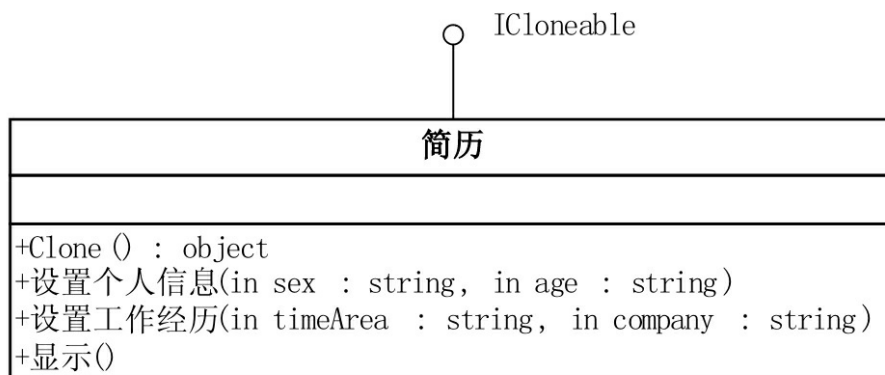 ICloneable
简历
+Clone() : object
+设置个人信息(in sex : string, in age : string)
+设置工作经历(in timeArea : string, in company : string)
+显示()